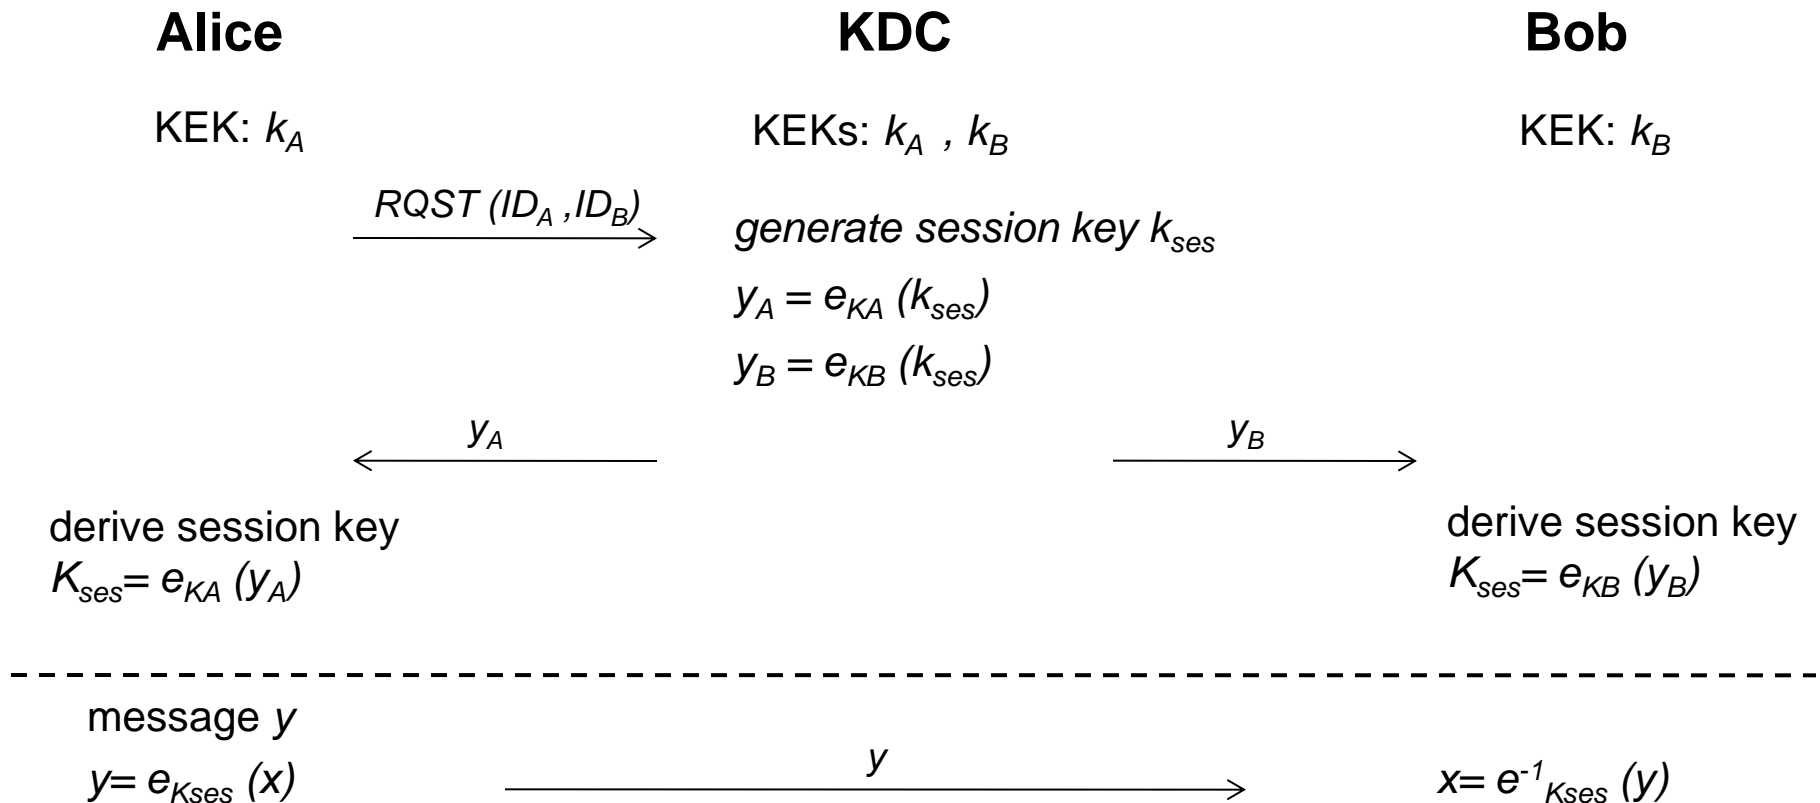 Alice KDC Bob
KEK: k_A KEKs: k_A , k_B KEK: k_B
RQST (ID_A ,ID_B)
generate session key k_ses
y_A = e_KA (k_ses)
y_B = e_KB (k_ses)
y_A y_B
derive session key derive session key
K_ses= e_KA (y_A) K_ses= e_KB (y_B)
message y
y= e_Kses (x) y x= e^-1_Kses (y)